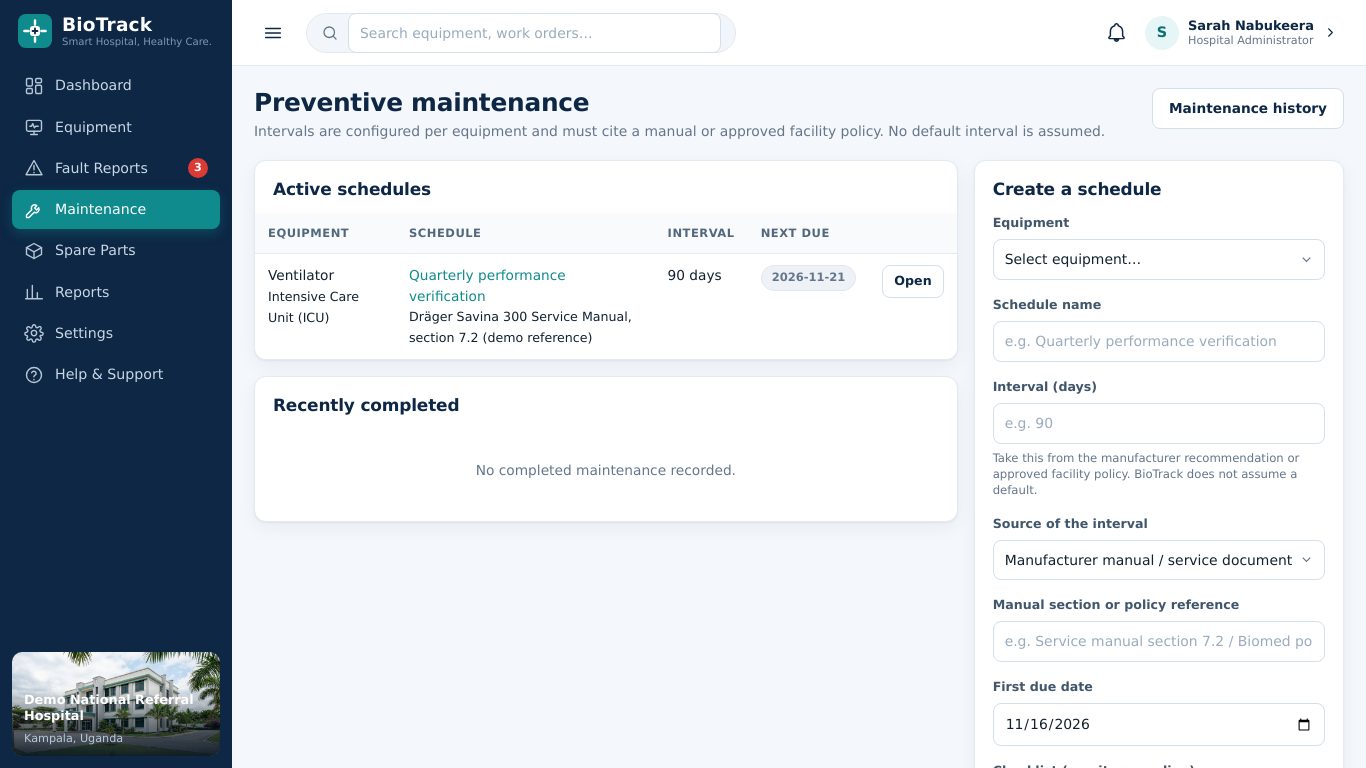 BioTrack
Smart Hospital, Healthy Care.
Dashboard
Equipment
Fault Reports
3
Maintenance
Spare Parts
Reports
Settings
Help & Support
Demo National Referral
Hospital
Kampala, Uganda
Search equipment, work orders...
S
Sarah Nabukeera
Hospital Administrator
Preventive maintenance
Intervals are configured per equipment and must cite a manual or approved facility policy. No default interval is assumed.
Maintenance history
Active schedules
EQUIPMENT SCHEDULE INTERVAL NEXT DUE
Ventilator
Intensive Care
Unit (ICU)
Quarterly performance
verification
Dräger Savina 300 Service Manual,
section 7.2 (demo reference)
90 days
2026-11-21
Open
Recently completed
No completed maintenance recorded.
Create a schedule
Equipment
Select equipment...
Schedule name
e.g. Quarterly performance verification
Interval (days)
e.g. 90
Take this from the manufacturer recommendation or
approved facility policy. BioTrack does not assume a
default.
Source of the interval
Manufacturer manual / service document
Manual section or policy reference
e.g. Service manual section 7.2 / Biomed po
First due date
11/16/2026